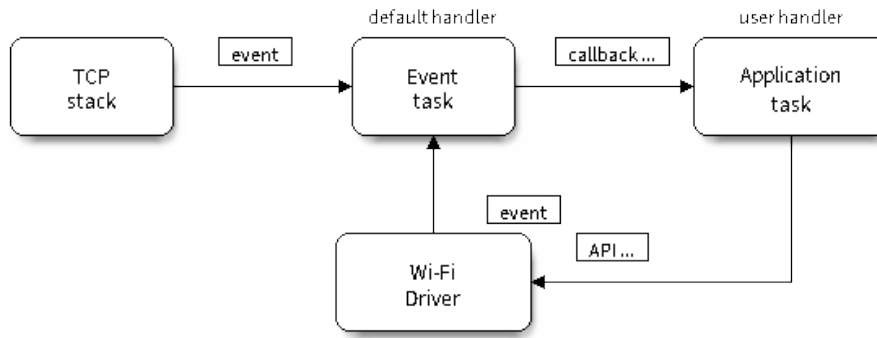 default handler
user handler
event
callback ...
TCP
stack
Event
task
Application
task
event
API ...
Wi-Fi
Driver